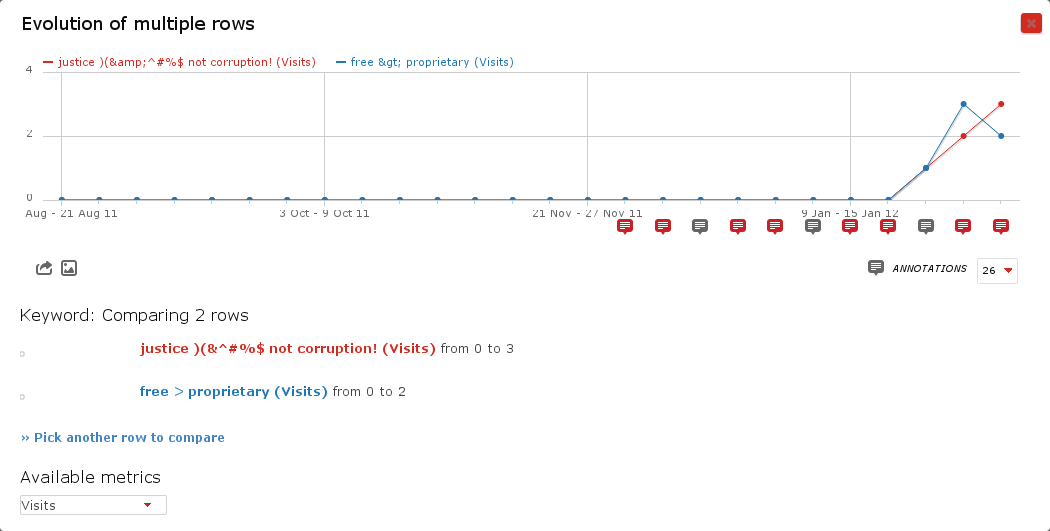 Evolution of multiple rows
justice )(&amp;^#%$ not corruption! (Visits) free &gt; proprietary (Visits)
4
2
0
Aug - 21 Aug 11 3 Oct - 9 Oct 11 21 Nov - 27 Nov 11 9 Jan - 15 Jan 12
ANNOTATIONS 26
Keyword: Comparing 2 rows
justice )(&^#%$ not corruption! (Visits) from 0 to 3
free > proprietary (Visits) from 0 to 2
» Pick another row to compare
Available metrics
Visits